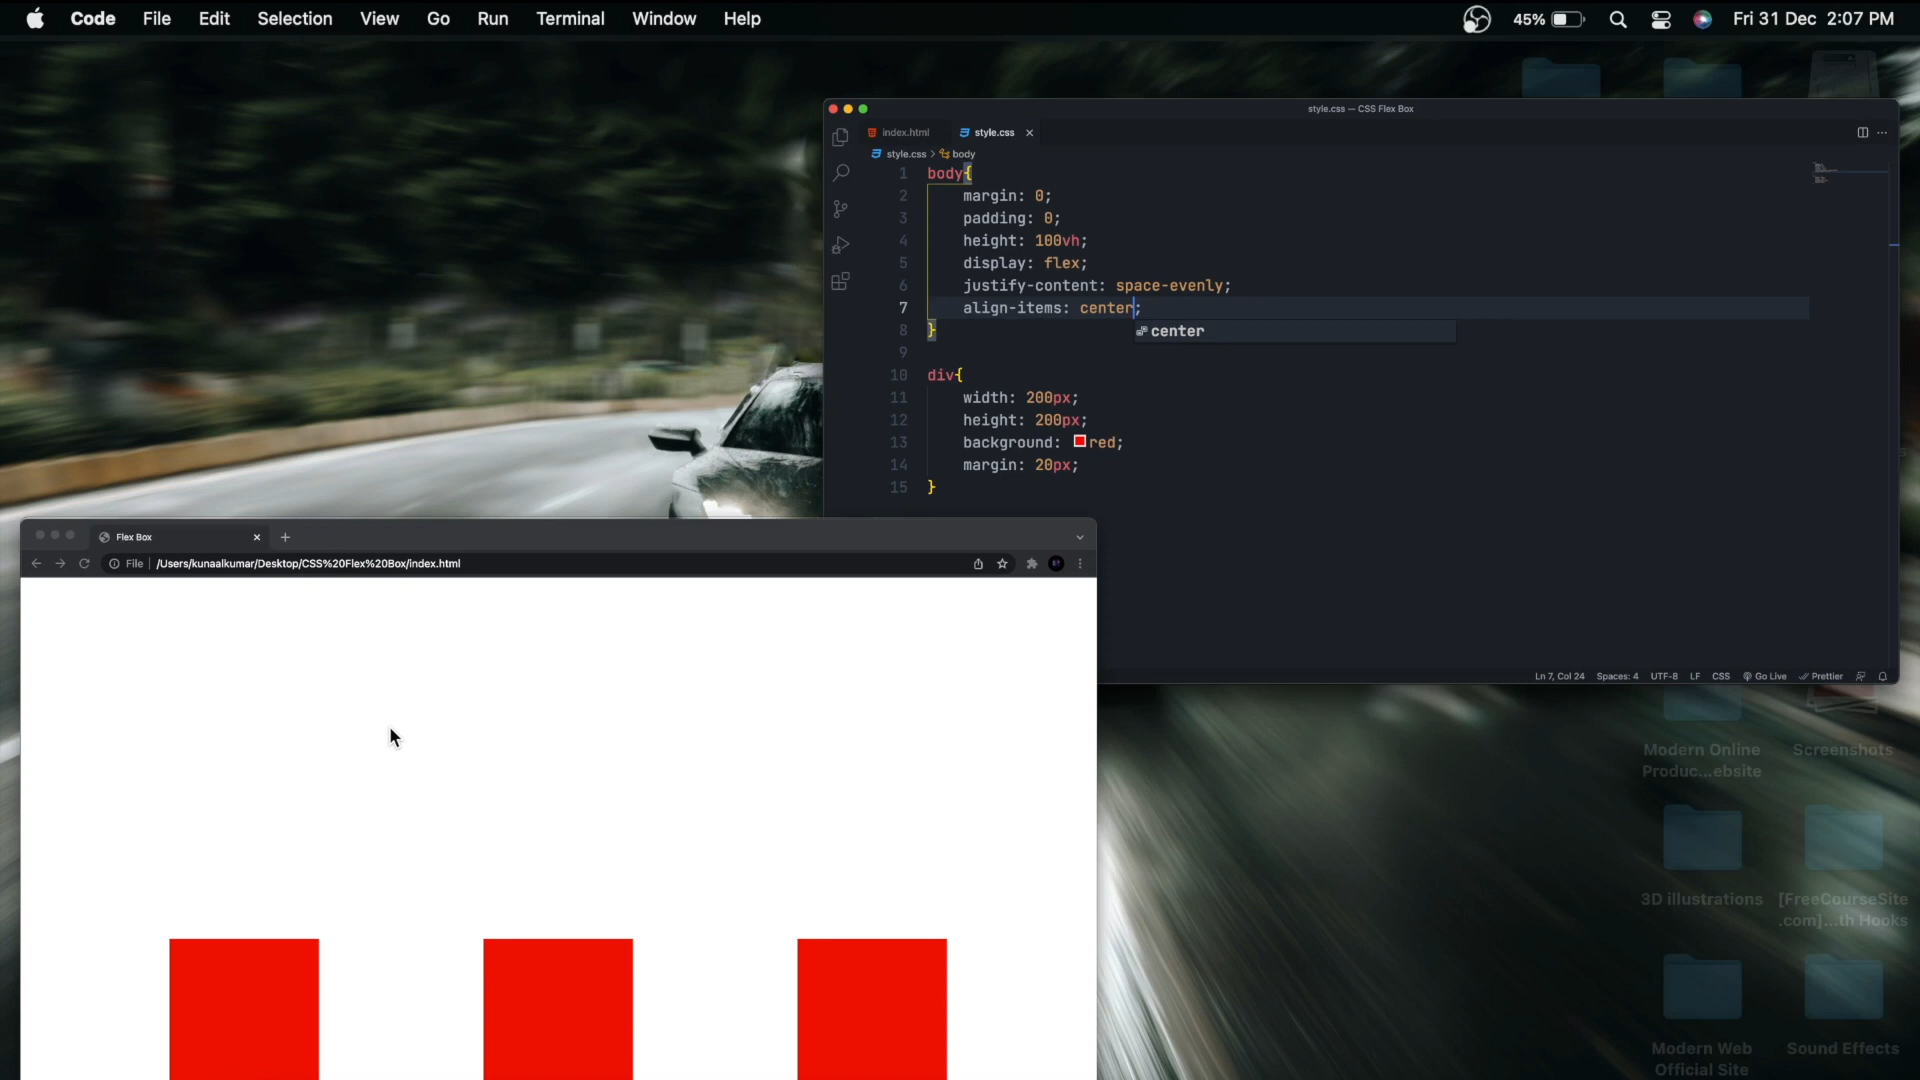 Code File Edit Selection View Go Run Terminal Window Help 45% Fri 31 Dec 2:07 PM
style.css — CSS Flex Box
index.html style.css
style.css > body
1 body{
2 margin: 0;
3 padding: 0;
4 height: 100vh;
5 display: flex;
6 justify-content: space-evenly;
7 align-items: center;
8 }
center
9
10 div{
11 width: 200px;
12 height: 200px;
13 background: red;
14 margin: 20px;
15 }
Ln 7, Col 24 Spaces: 4 UTF-8 LF CSS Go Live Prettier
Flex Box
File /Users/kunaalkumar/Desktop/CSS%20Flex%20Box/index.html
Modern Online Screenshots
Produc...ebsite
3D illustrations [FreeCourseSite
.com]...th Hooks
Modern Web Sound Effects
Official Site